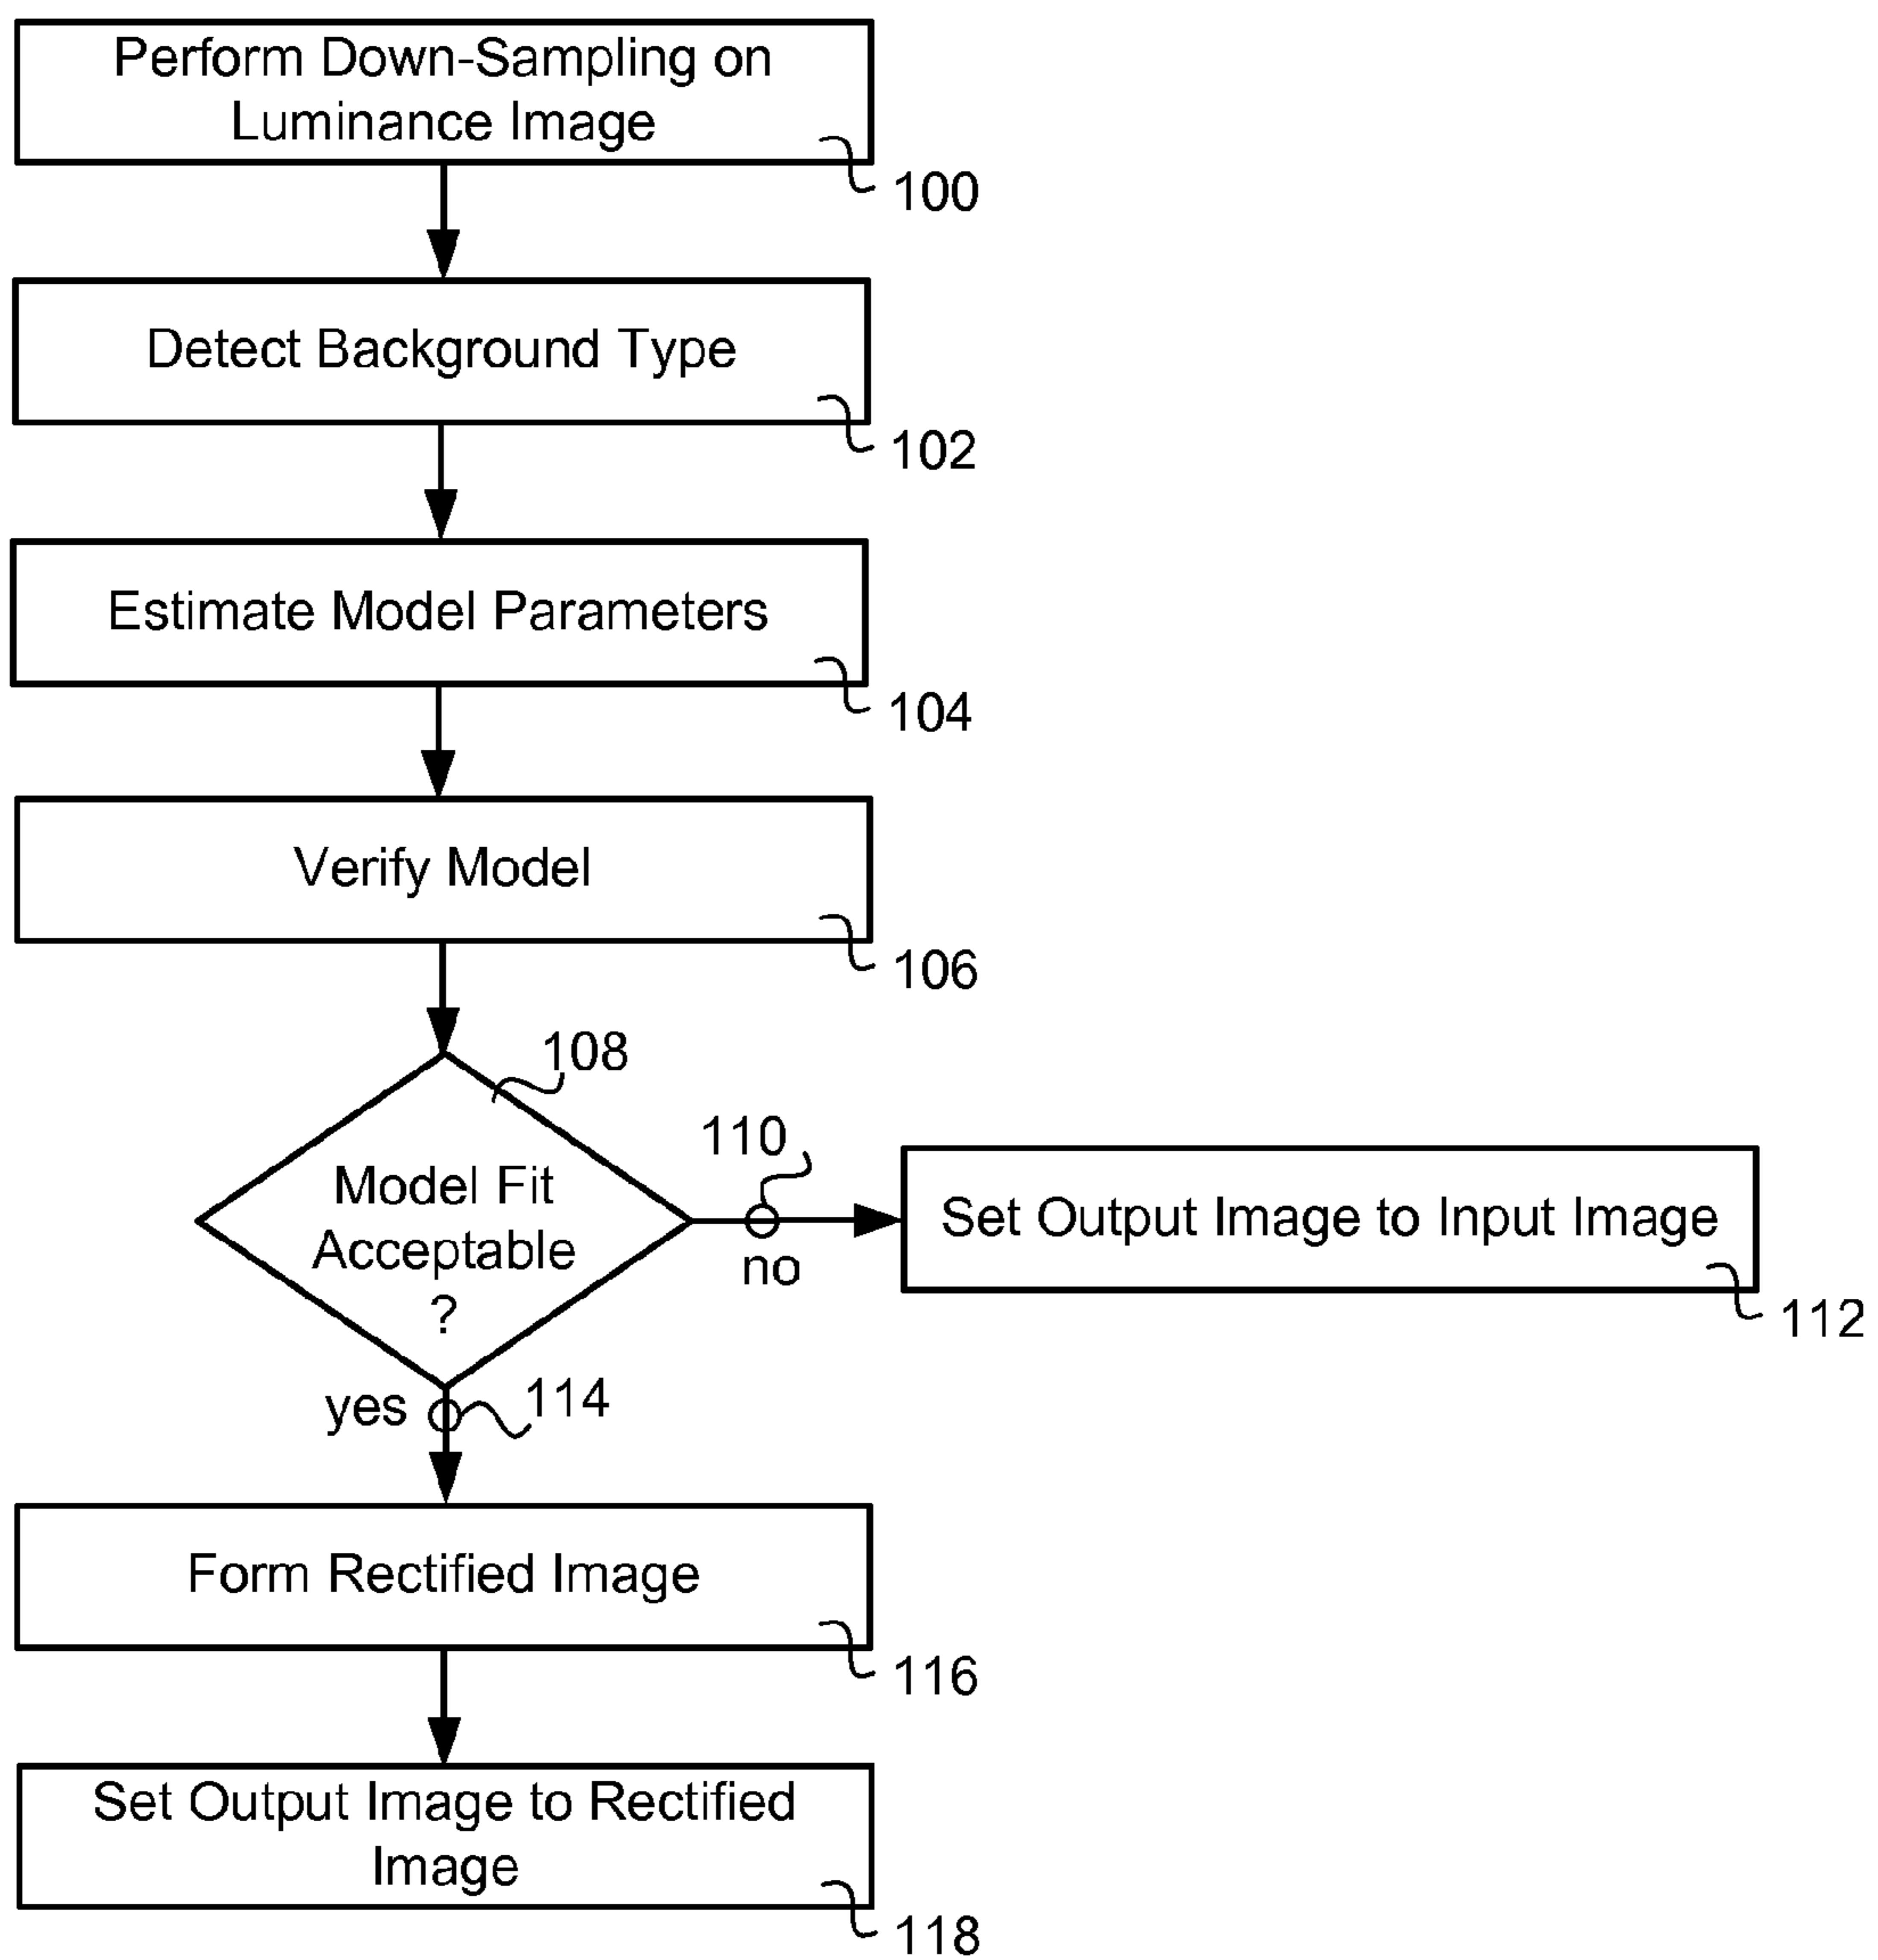 Perform Down-Sampling on
Luminance Image
100
Detect Background Type
102
Estimate Model Parameters
104
Verify Model
106
108
Model Fit
Acceptable
?
110
no
Set Output Image to Input Image
112
yes
114
Form Rectified Image
116
Set Output Image to Rectified
Image
118